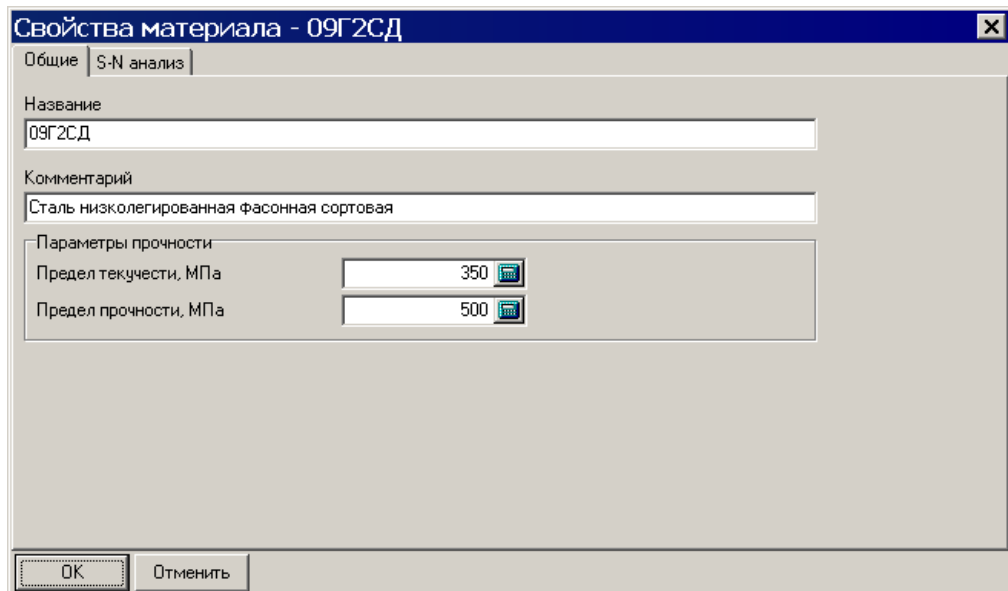 Свойства материала - 09Г2СД
Общие S-N анализ
Название
09Г2СД
Комментарий
Сталь низколегированная фасонная сортовая
Параметры прочности
Предел текучести, МПа 350
Предел прочности, МПа 500
OK Отменить